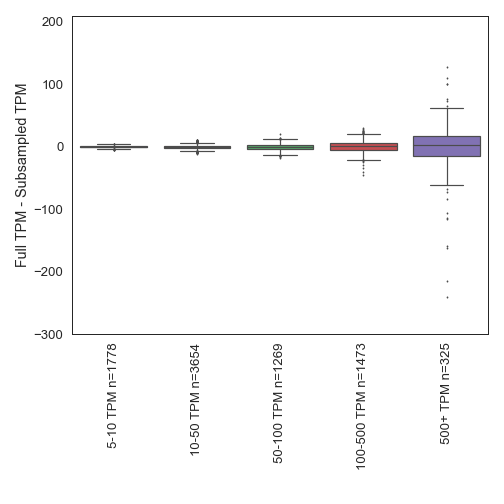 200
100
0
−100
−200
−300
Full TPM - Subsampled TPM
5-10 TPM n=1778
10-50 TPM n=3654
50-100 TPM n=1269
100-500 TPM n=1473
500+ TPM n=325